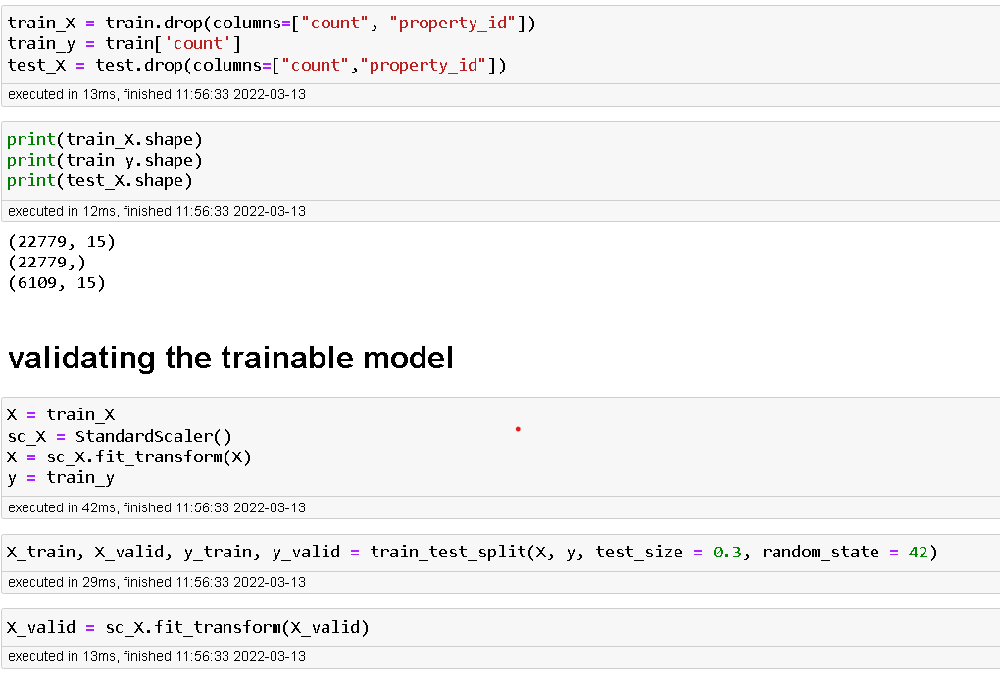 train_X = train.drop(columns=["count", "property_id"])
train_y = train['count']
test_X = test.drop(columns=["count","property_id"])
executed in 13ms, finished 11:56:33 2022-03-13
print(train_X.shape)
print(train_y.shape)
print(test_X.shape)
executed in 12ms, finished 11:56:33 2022-03-13
(22779, 15)
(22779,)
(6109, 15)
validating the trainable model
X = train_X
sc_X = StandardScaler()
X = sc_X.fit_transform(X)
y = train_y
executed in 42ms, finished 11:56:33 2022-03-13
X_train, X_valid, y_train, y_valid = train_test_split(X, y, test_size = 0.3, random_state = 42)
executed in 29ms, finished 11:56:33 2022-03-13
X_valid = sc_X.fit_transform(X_valid)
executed in 13ms, finished 11:56:33 2022-03-13